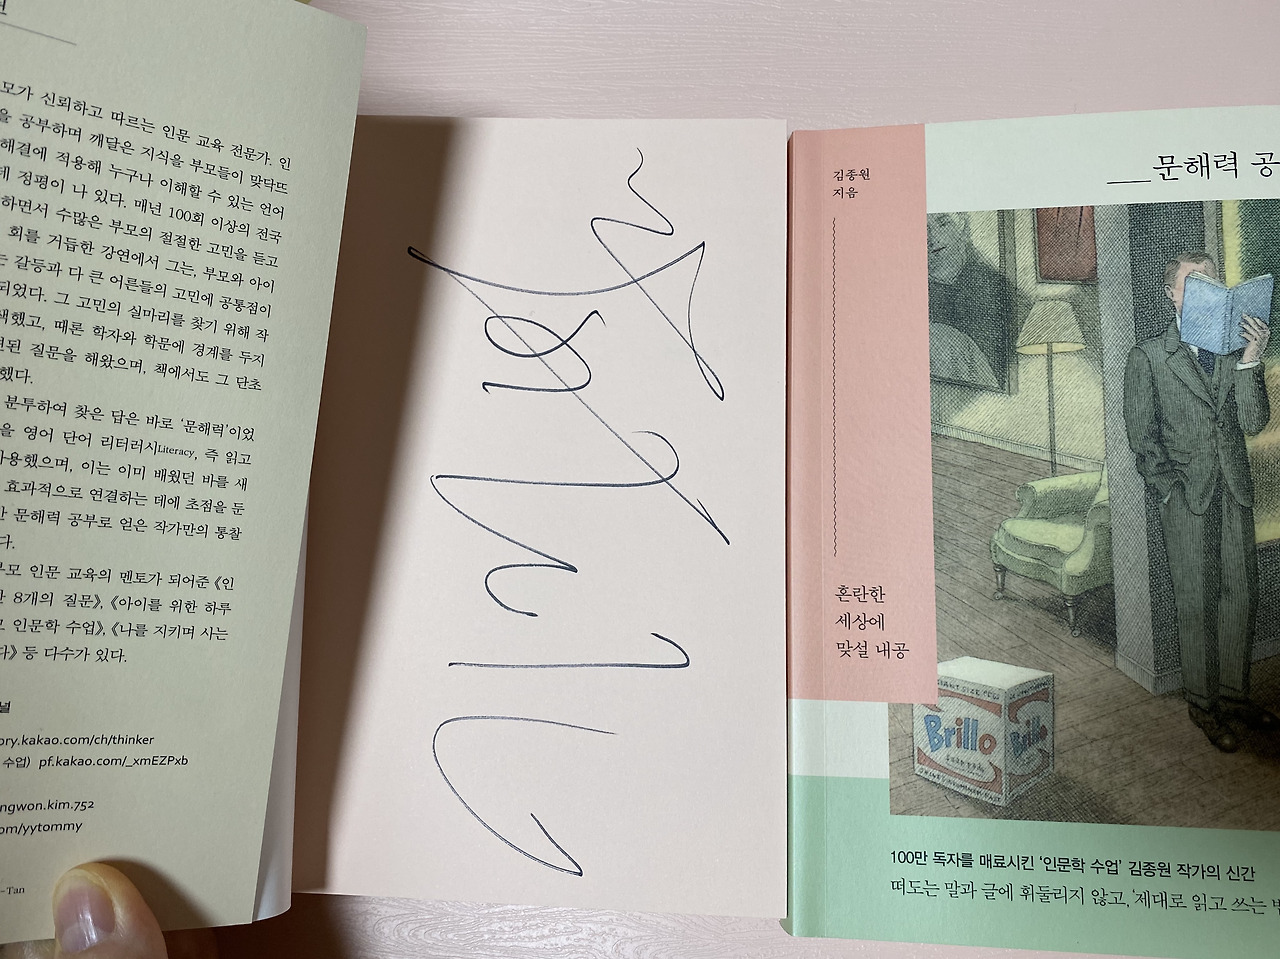 모가 신뢰하고 따르는 인문 교육 전문가. 인
을 공부하며 깨달은 지식을 부모들이 맞닥뜨
해결에 적용해 누구나 이해할 수 있는 언어
데 정평이 나 있다. 매년 100회 이상의 전국
하면서 수많은 부모의 절절한 고민을 듣고
회를 거듭한 강연에서 그는, 부모와 아이
는 갈등과 다 큰 어른들의 고민에 공통점이
되었다. 그 고민의 실마리를 찾기 위해 작
색했고, 때론 학자와 학문에 경계를 두지
련된 질문을 해왔으며, 책에서도 그 단초
했다.
분투하여 찾은 답은 바로 '문해력'이었
을 영어 단어 리터러시Literacy, 즉 읽고
사용했으며, 이는 이미 배웠던 바를 새
효과적으로 연결하는 데에 초점을 둔
한 문해력 공부로 얻은 작가만의 통찰
다.
부모 인문 교육의 멘토가 되어준 《인
한 8개의 질문》, 《아이를 위한 하루
모 인문학 수업》, 《나를 지키며 사는
다》 등 다수가 있다.
널
ory.kakao.com/ch/thinker
수업) pf.kakao.com/_xmEZPxb
ngwon.kim.752
om/yytommy
-Tan
__문해력 공
김종원
지음
혼란한
세상에
맞설 내공
GIANT SIZE PKG
Brillo
Brillo
100만 독자를 매료시킨 '인문학 수업' 김종원 작가의 신간
떠도는 말과 글에 휘둘리지 않고, '제대로 읽고 쓰는